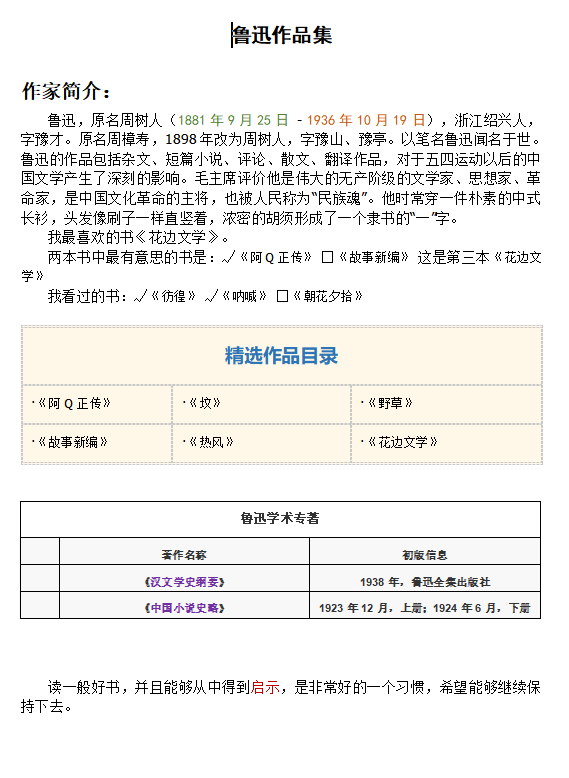 鲁迅作品集
作家简介：
鲁迅，原名周树人（1881 年 9 月 25 日 - 1936 年 10 月 19 日），浙江绍兴人，
字豫才。原名周樟寿，1898 年改为周树人，字豫山、豫亭。以笔名鲁迅闻名于世。
鲁迅的作品包括杂文、短篇小说、评论、散文、翻译作品，对于五四运动以后的中
国文学产生了深刻的影响。毛主席评价他是伟大的无产阶级的文学家、思想家、革
命家，是中国文化革命的主将，也被人民称为“民族魂”。他时常穿一件朴素的中式
长衫，头发像刷子一样直竖着，浓密的胡须形成了一个隶书的“一”字。
我最喜欢的书《花边文学》。
两本书中最有意思的书是：✓《阿 Q 正传》 □《故事新编》 这是第三本《花边文
学》
我看过的书：✓《彷徨》 ✓《呐喊》 □《朝花夕拾》
精选作品目录
·《阿 Q 正传》 ·《坟》 ·《野草》
·《故事新编》 ·《热风》 ·《花边文学》
鲁迅学术专著
著作名称 初版信息
《汉文学史纲要》 1938 年，鲁迅全集出版社
《中国小说史略》 1923 年 12 月，上册；1924 年 6 月，下册
读一般好书，并且能够从中得到启示，是非常好的一个习惯，希望能够继续保
持下去。